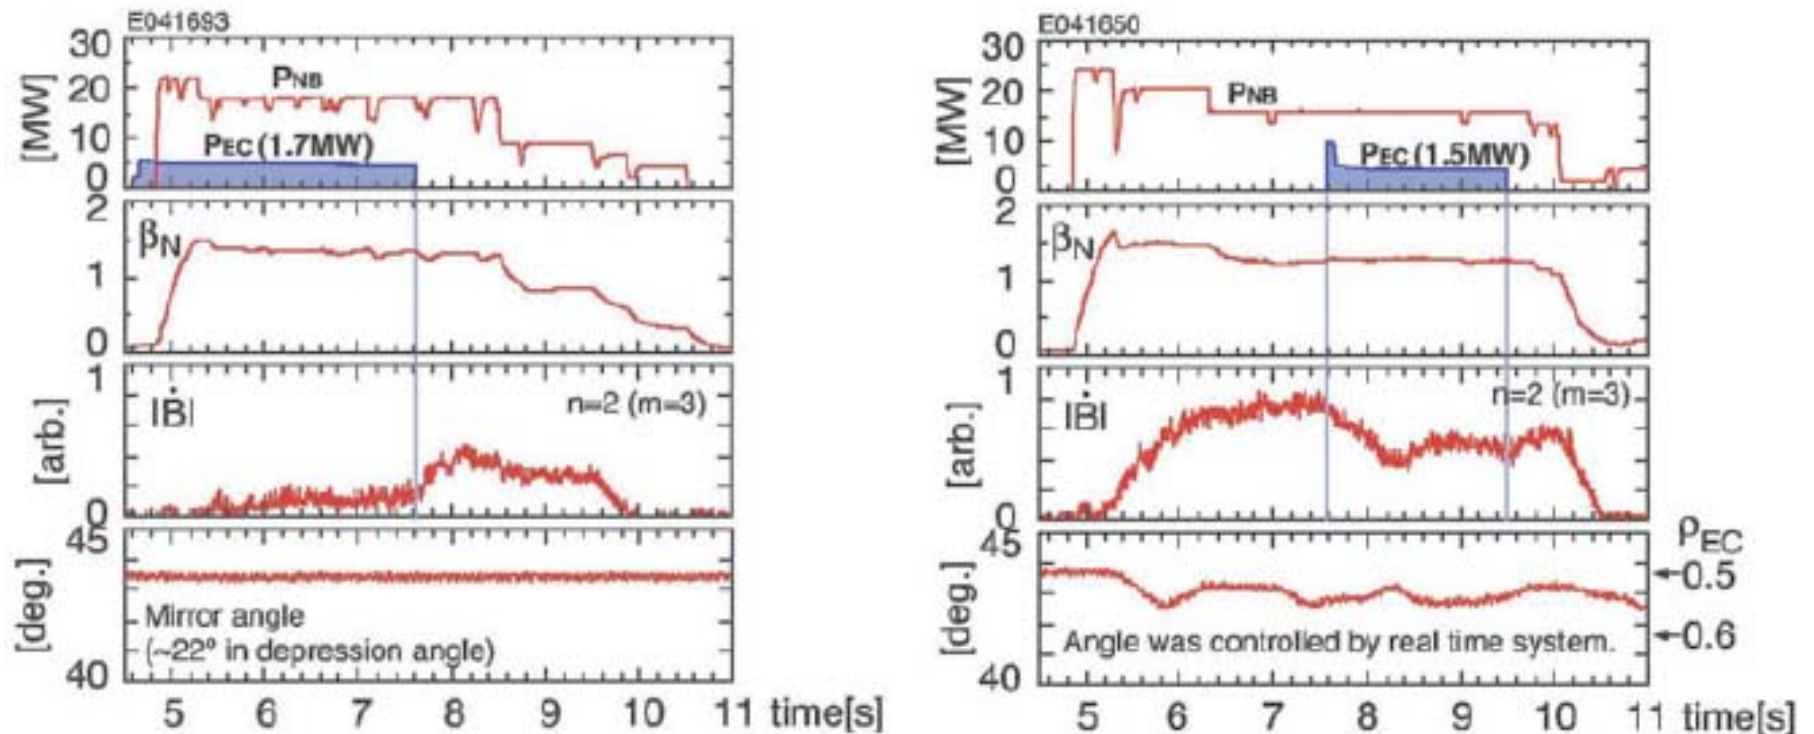 E041693
30
20
10
0
[MW]
PNB
PEC (1.7MW)
2
1
0
βN
1
0
[arb.]
|Ḃ|
n=2 (m=3)
45
40
[deg.]
Mirror angle
(~22º in depression angle)
5 6 7 8 9 10 11 time[s]
E041650
30
20
10
0
[MW]
PNB
PEC (1.5MW)
2
1
0
βN
1
0
[arb.]
|Ḃ|
n=2 (m=3)
45
40
[deg.]
ρEC
0.5
0.6
Angle was controlled by real time system.
5 6 7 8 9 10 11 time[s]